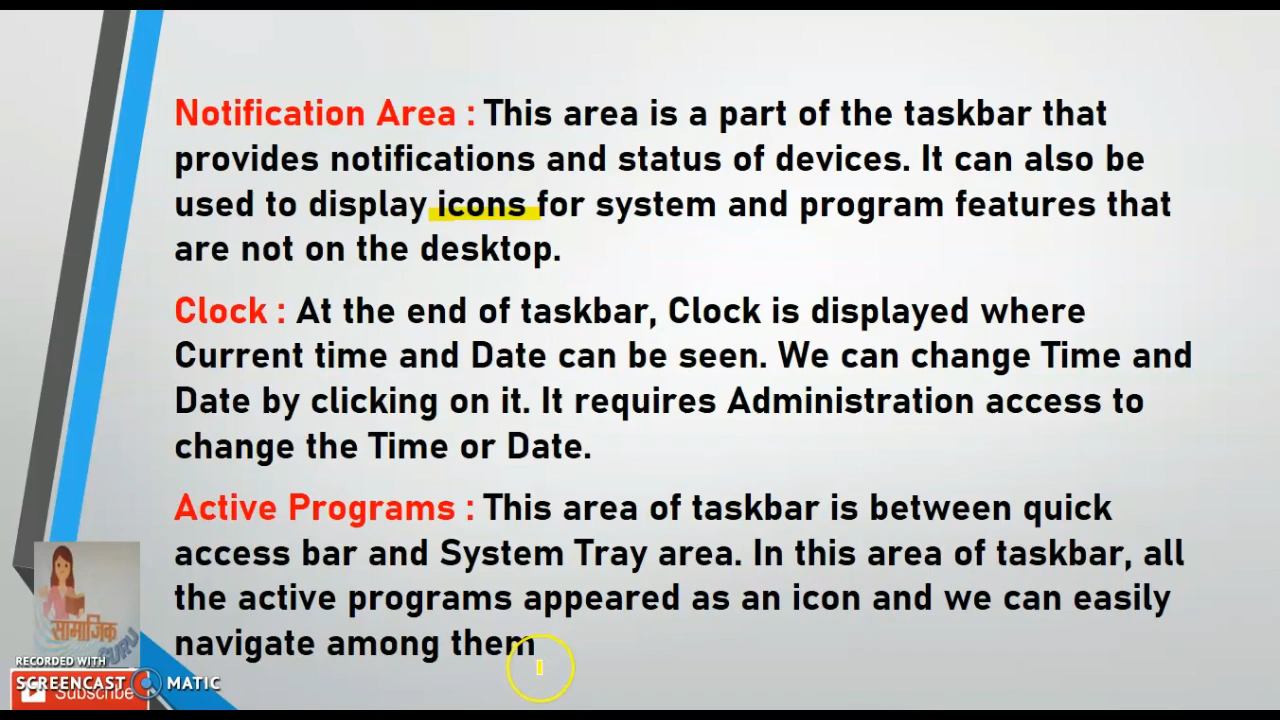 Notification Area : This area is a part of the taskbar that
provides notifications and status of devices. It can also be
used to display icons for system and program features that
are not on the desktop.
Clock : At the end of taskbar, Clock is displayed where
Current time and Date can be seen. We can change Time and
Date by clicking on it. It requires Administration access to
change the Time or Date.
Active Programs : This area of taskbar is between quick
access bar and System Tray area. In this area of taskbar, all
the active programs appeared as an icon and we can easily
navigate among them
सामाजिक
GURU
RECORDED WITH
SCREENCAST MATIC
Subscribe